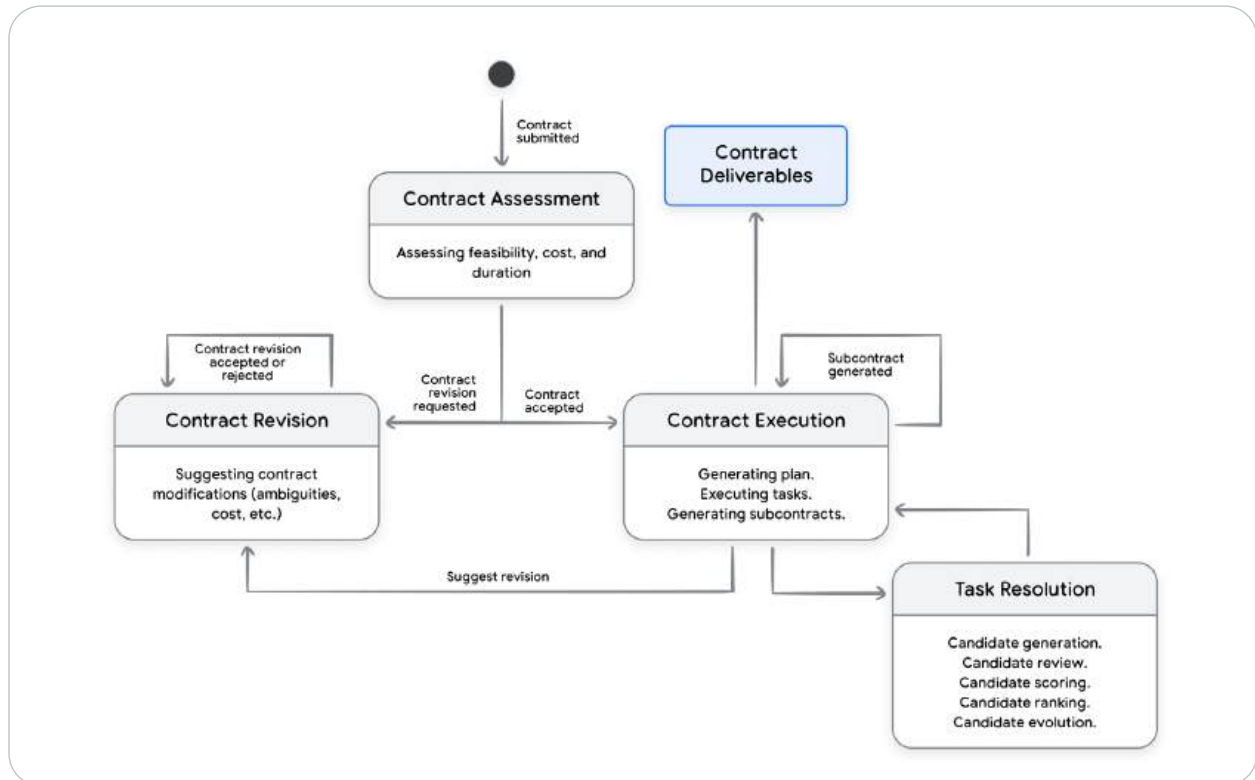 Contract
submitted
Contract
Deliverables
Contract Assessment
Assessing feasibility, cost, and
duration
Contract revision
accepted or
rejected
Contract
revision
requested
Contract
accepted
Subcontract
generated
Contract Revision
Suggesting contract
modifications (ambiguities,
cost, etc.)
Contract Execution
Generating plan.
Executing tasks.
Generating subcontracts.
Suggest revision
Task Resolution
Candidate generation.
Candidate review.
Candidate scoring.
Candidate ranking.
Candidate evolution.